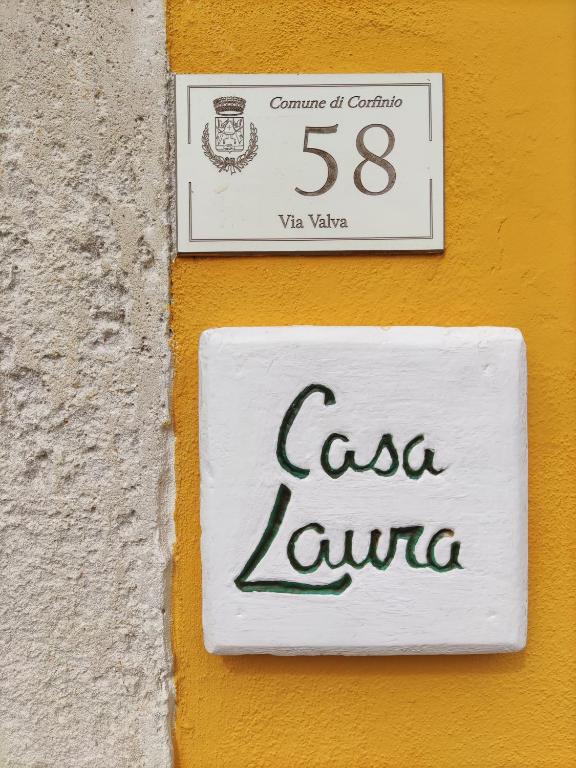 Comune di Corfinio
58
Via Valva
Casa
Laura